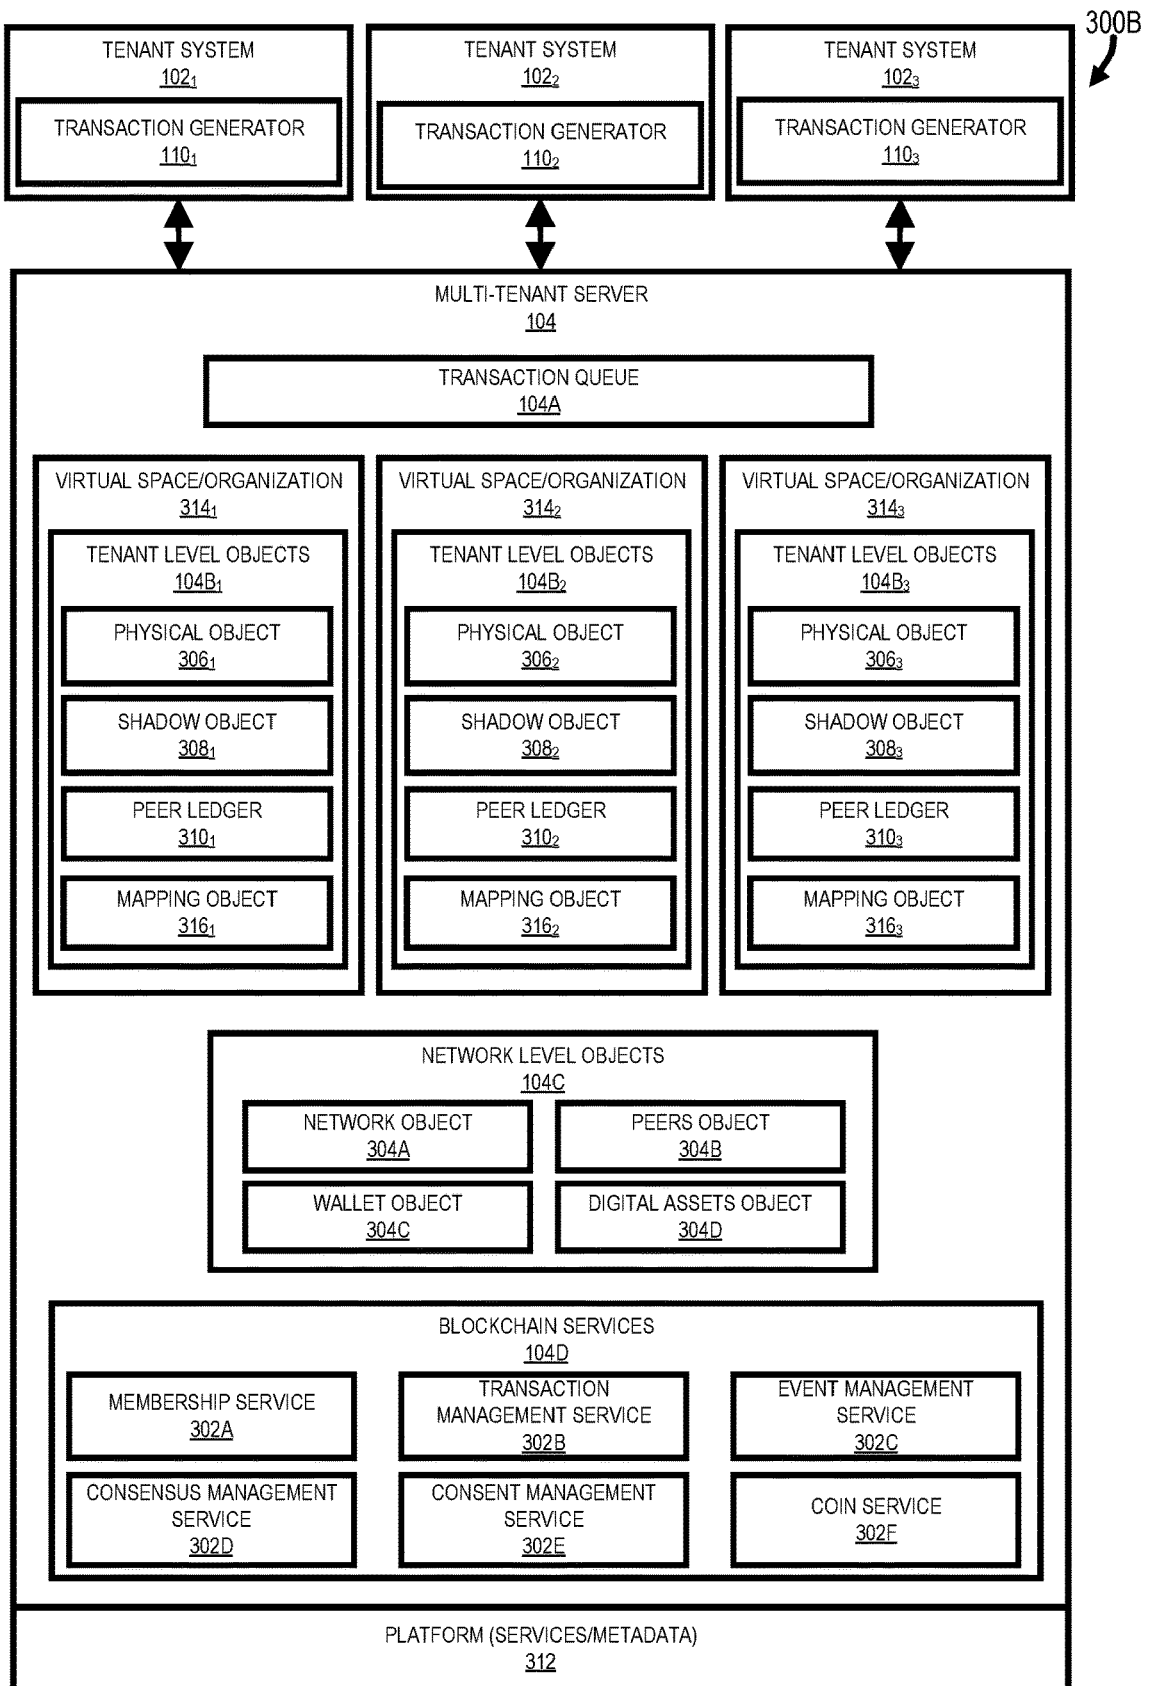 300B
TENANT SYSTEM
102₁
TRANSACTION GENERATOR
110₁
TENANT SYSTEM
102₂
TRANSACTION GENERATOR
110₂
TENANT SYSTEM
102₃
TRANSACTION GENERATOR
110₃
MULTI-TENANT SERVER
104
TRANSACTION QUEUE
104A
VIRTUAL SPACE/ORGANIZATION
314₁
TENANT LEVEL OBJECTS
104B₁
PHYSICAL OBJECT
306₁
SHADOW OBJECT
308₁
PEER LEDGER
310₁
MAPPING OBJECT
316₁
VIRTUAL SPACE/ORGANIZATION
314₂
TENANT LEVEL OBJECTS
104B₂
PHYSICAL OBJECT
306₂
SHADOW OBJECT
308₂
PEER LEDGER
310₂
MAPPING OBJECT
316₂
VIRTUAL SPACE/ORGANIZATION
314₃
TENANT LEVEL OBJECTS
104B₃
PHYSICAL OBJECT
306₃
SHADOW OBJECT
308₃
PEER LEDGER
310₃
MAPPING OBJECT
316₃
NETWORK LEVEL OBJECTS
104C
NETWORK OBJECT
304A
PEERS OBJECT
304B
WALLET OBJECT
304C
DIGITAL ASSETS OBJECT
304D
BLOCKCHAIN SERVICES
104D
MEMBERSHIP SERVICE
302A
TRANSACTION
MANAGEMENT SERVICE
302B
EVENT MANAGEMENT
SERVICE
302C
CONSENSUS MANAGEMENT
SERVICE
302D
CONSENT MANAGEMENT
SERVICE
302E
COIN SERVICE
302F
PLATFORM (SERVICES/METADATA)
312